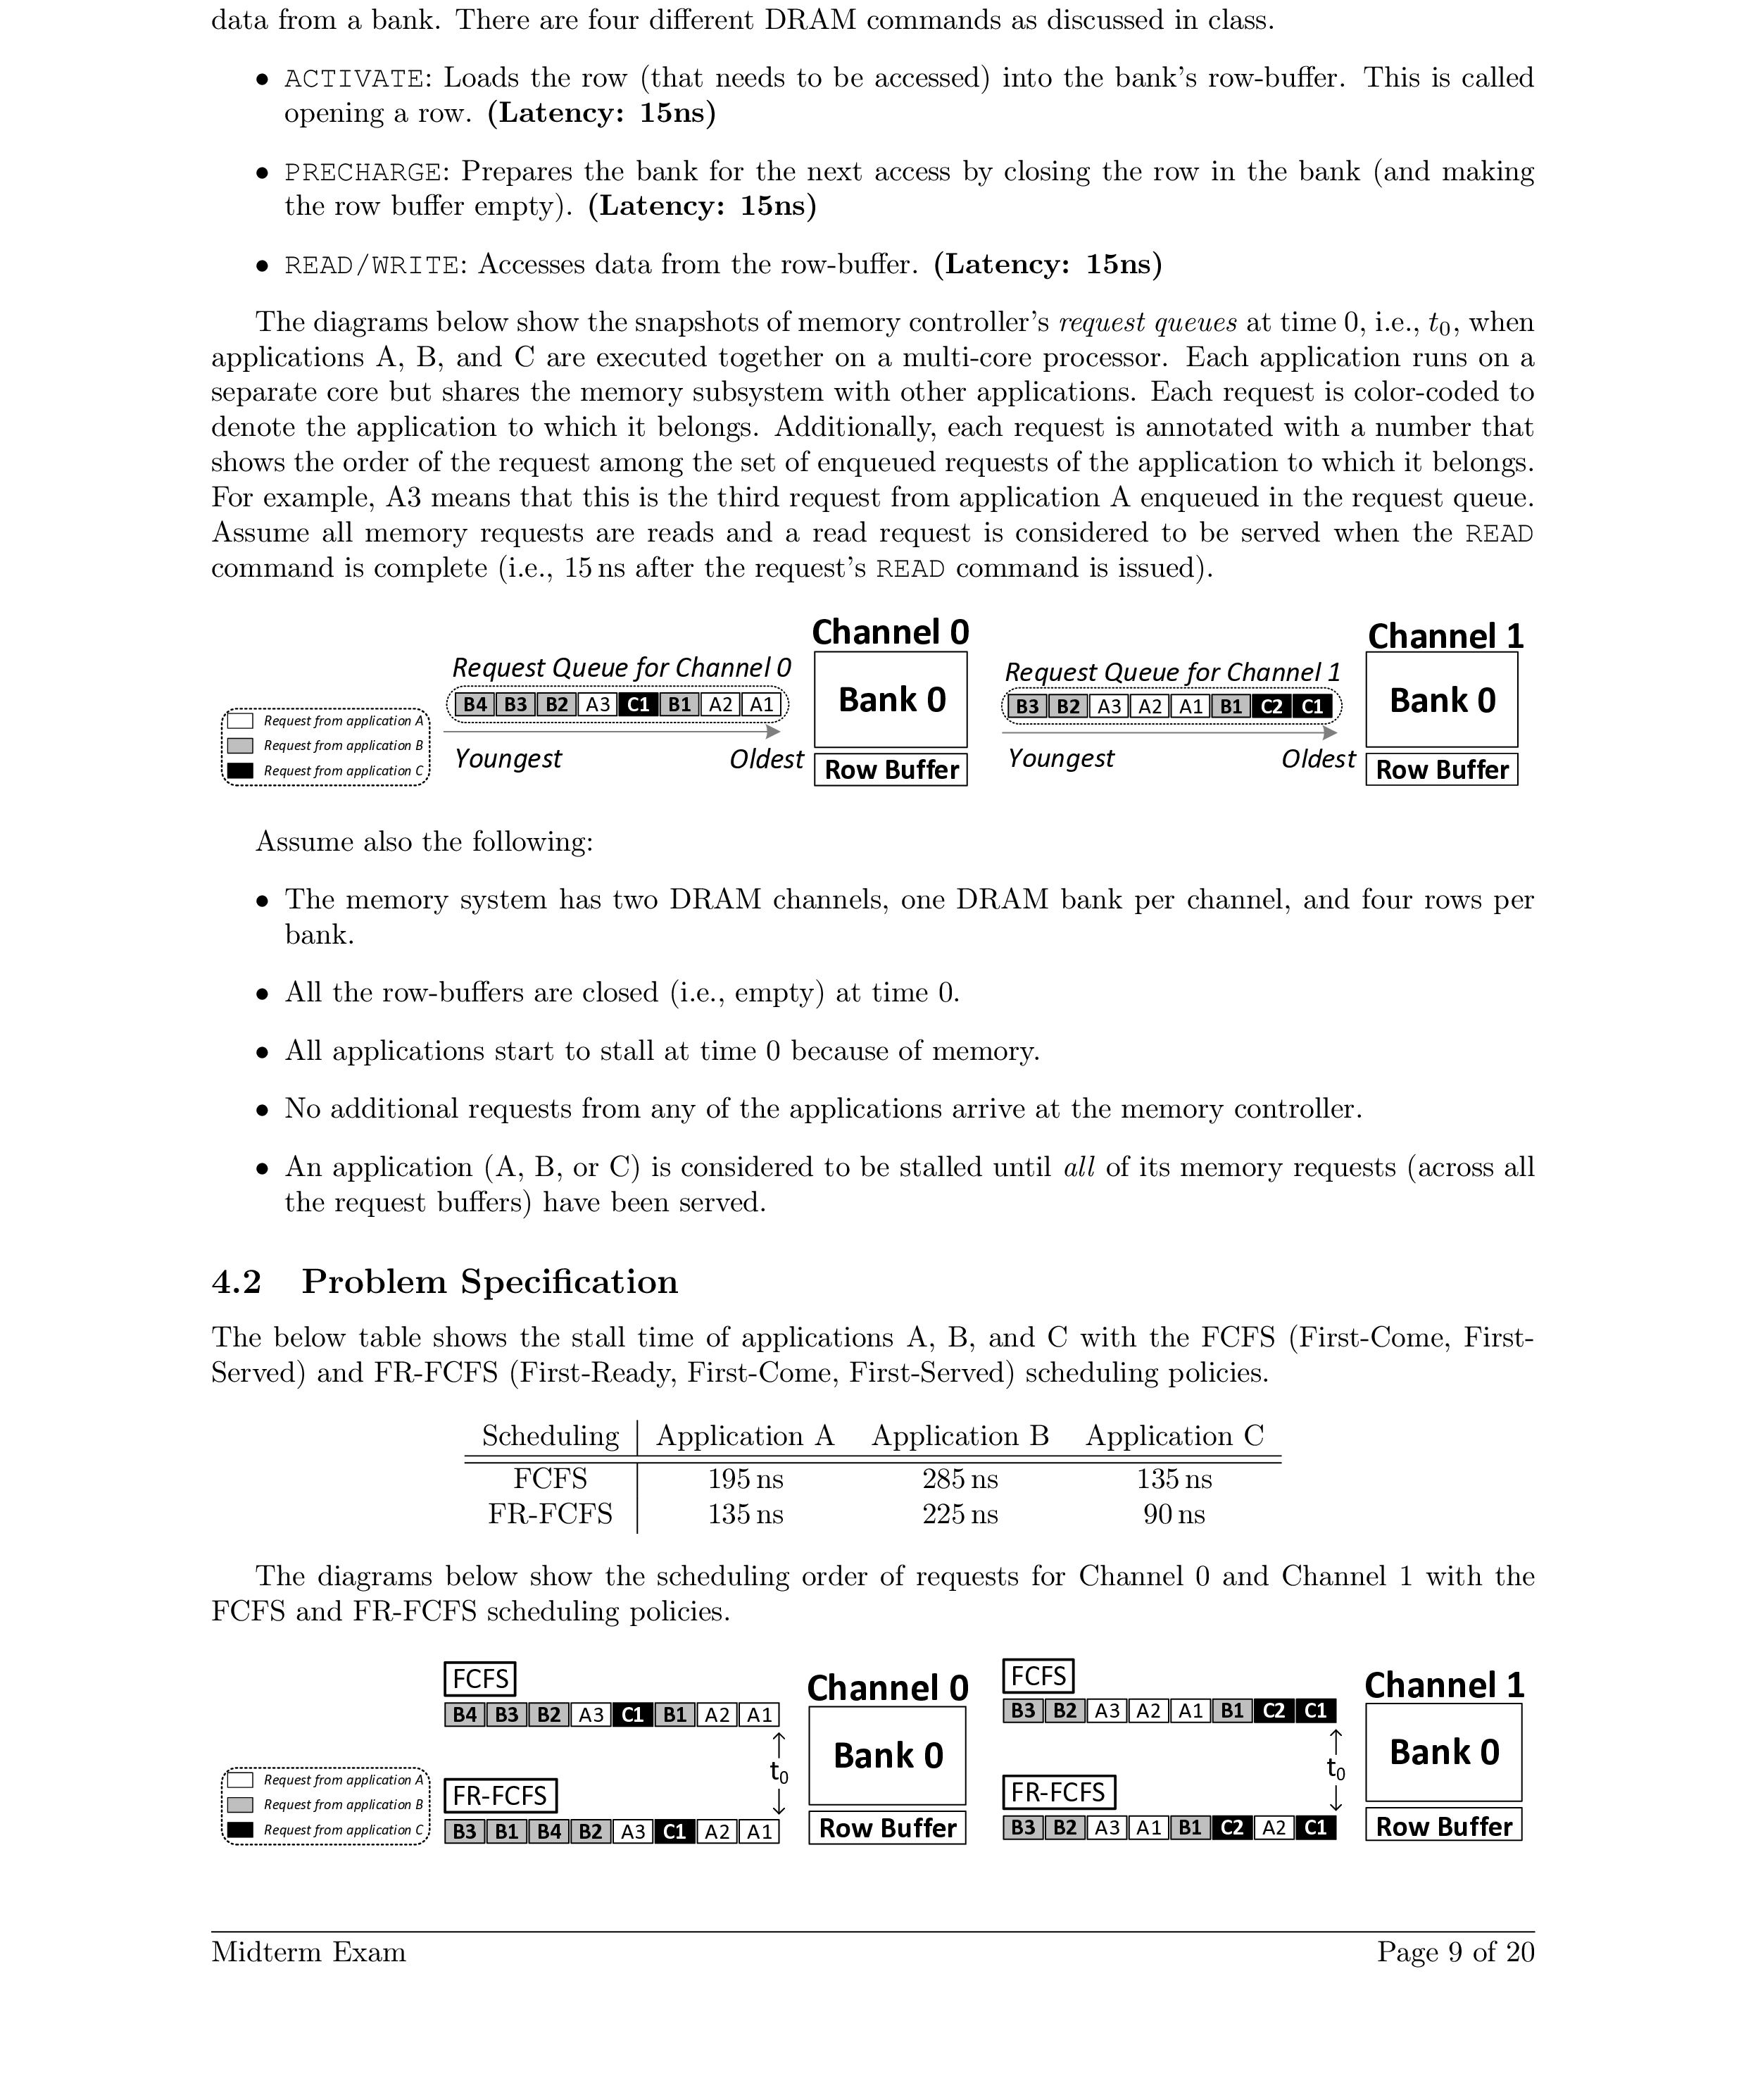 data from a bank. There are four different DRAM commands as discussed in class.
• ACTIVATE: Loads the row (that needs to be accessed) into the bank's row-buffer. This is called
opening a row. (Latency: 15ns)
• PRECHARGE: Prepares the bank for the next access by closing the row in the bank (and making
the row buffer empty). (Latency: 15ns)
• READ/WRITE: Accesses data from the row-buffer. (Latency: 15ns)
The diagrams below show the snapshots of memory controller's request queues at time 0, i.e., t0, when
applications A, B, and C are executed together on a multi-core processor. Each application runs on a
separate core but shares the memory subsystem with other applications. Each request is color-coded to
denote the application to which it belongs. Additionally, each request is annotated with a number that
shows the order of the request among the set of enqueued requests of the application to which it belongs.
For example, A3 means that this is the third request from application A enqueued in the request queue.
Assume all memory requests are reads and a read request is considered to be served when the READ
command is complete (i.e., 15 ns after the request's READ command is issued).
Request from application A
Request from application B
Request from application C
Request Queue for Channel 0
B4 B3 B2 A3 C1 B1 A2 A1
Youngest Oldest
Channel 0
Bank 0
Row Buffer
Request Queue for Channel 1
B3 B2 A3 A2 A1 B1 C2 C1
Youngest Oldest
Channel 1
Bank 0
Row Buffer
Assume also the following:
• The memory system has two DRAM channels, one DRAM bank per channel, and four rows per
bank.
• All the row-buffers are closed (i.e., empty) at time 0.
• All applications start to stall at time 0 because of memory.
• No additional requests from any of the applications arrive at the memory controller.
• An application (A, B, or C) is considered to be stalled until all of its memory requests (across all
the request buffers) have been served.
4.2 Problem Specification
The below table shows the stall time of applications A, B, and C with the FCFS (First-Come, First-
Served) and FR-FCFS (First-Ready, First-Come, First-Served) scheduling policies.
Scheduling Application A Application B Application C
FCFS 195 ns 285 ns 135 ns
FR-FCFS 135 ns 225 ns 90 ns
The diagrams below show the scheduling order of requests for Channel 0 and Channel 1 with the
FCFS and FR-FCFS scheduling policies.
Request from application A
Request from application B
Request from application C
FCFS
B4 B3 B2 A3 C1 B1 A2 A1
t0
FR-FCFS
B3 B1 B4 B2 A3 C1 A2 A1
Channel 0
Bank 0
Row Buffer
FCFS
B3 B2 A3 A2 A1 B1 C2 C1
t0
FR-FCFS
B3 B2 A3 A1 B1 C2 A2 C1
Channel 1
Bank 0
Row Buffer
Midterm Exam Page 9 of 20